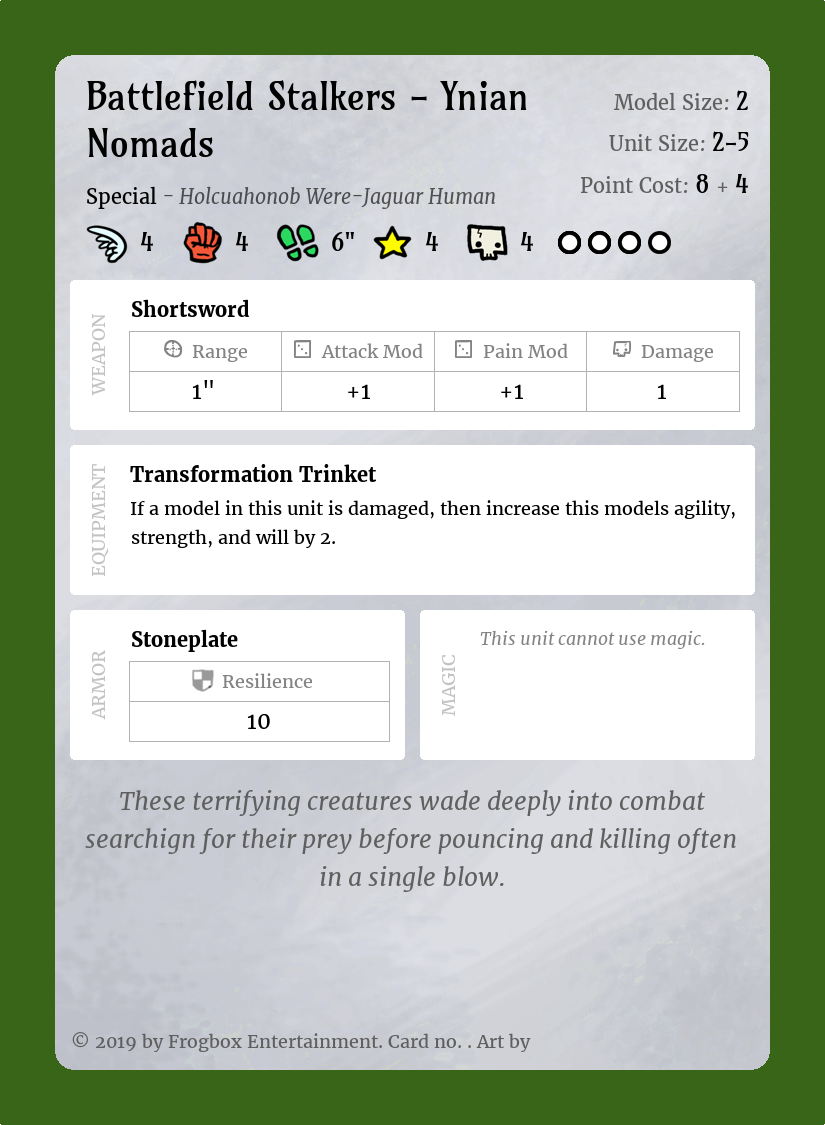 Battlefield Stalkers - Ynian
Nomads
Model Size: 2
Unit Size: 2-5
Point Cost: 8 + 4
Special - Holcuahonob Were-Jaguar Human
4 4 6" 4 4
WEAPON
Shortsword
Range Attack Mod Pain Mod Damage
1" +1 +1 1
EQUIPMENT
Transformation Trinket
If a model in this unit is damaged, then increase this models agility,
strength, and will by 2.
ARMOR
Stoneplate
Resilience
10
MAGIC
This unit cannot use magic.
These terrifying creatures wade deeply into combat
searchign for their prey before pouncing and killing often
in a single blow.
© 2019 by Frogbox Entertainment. Card no. . Art by